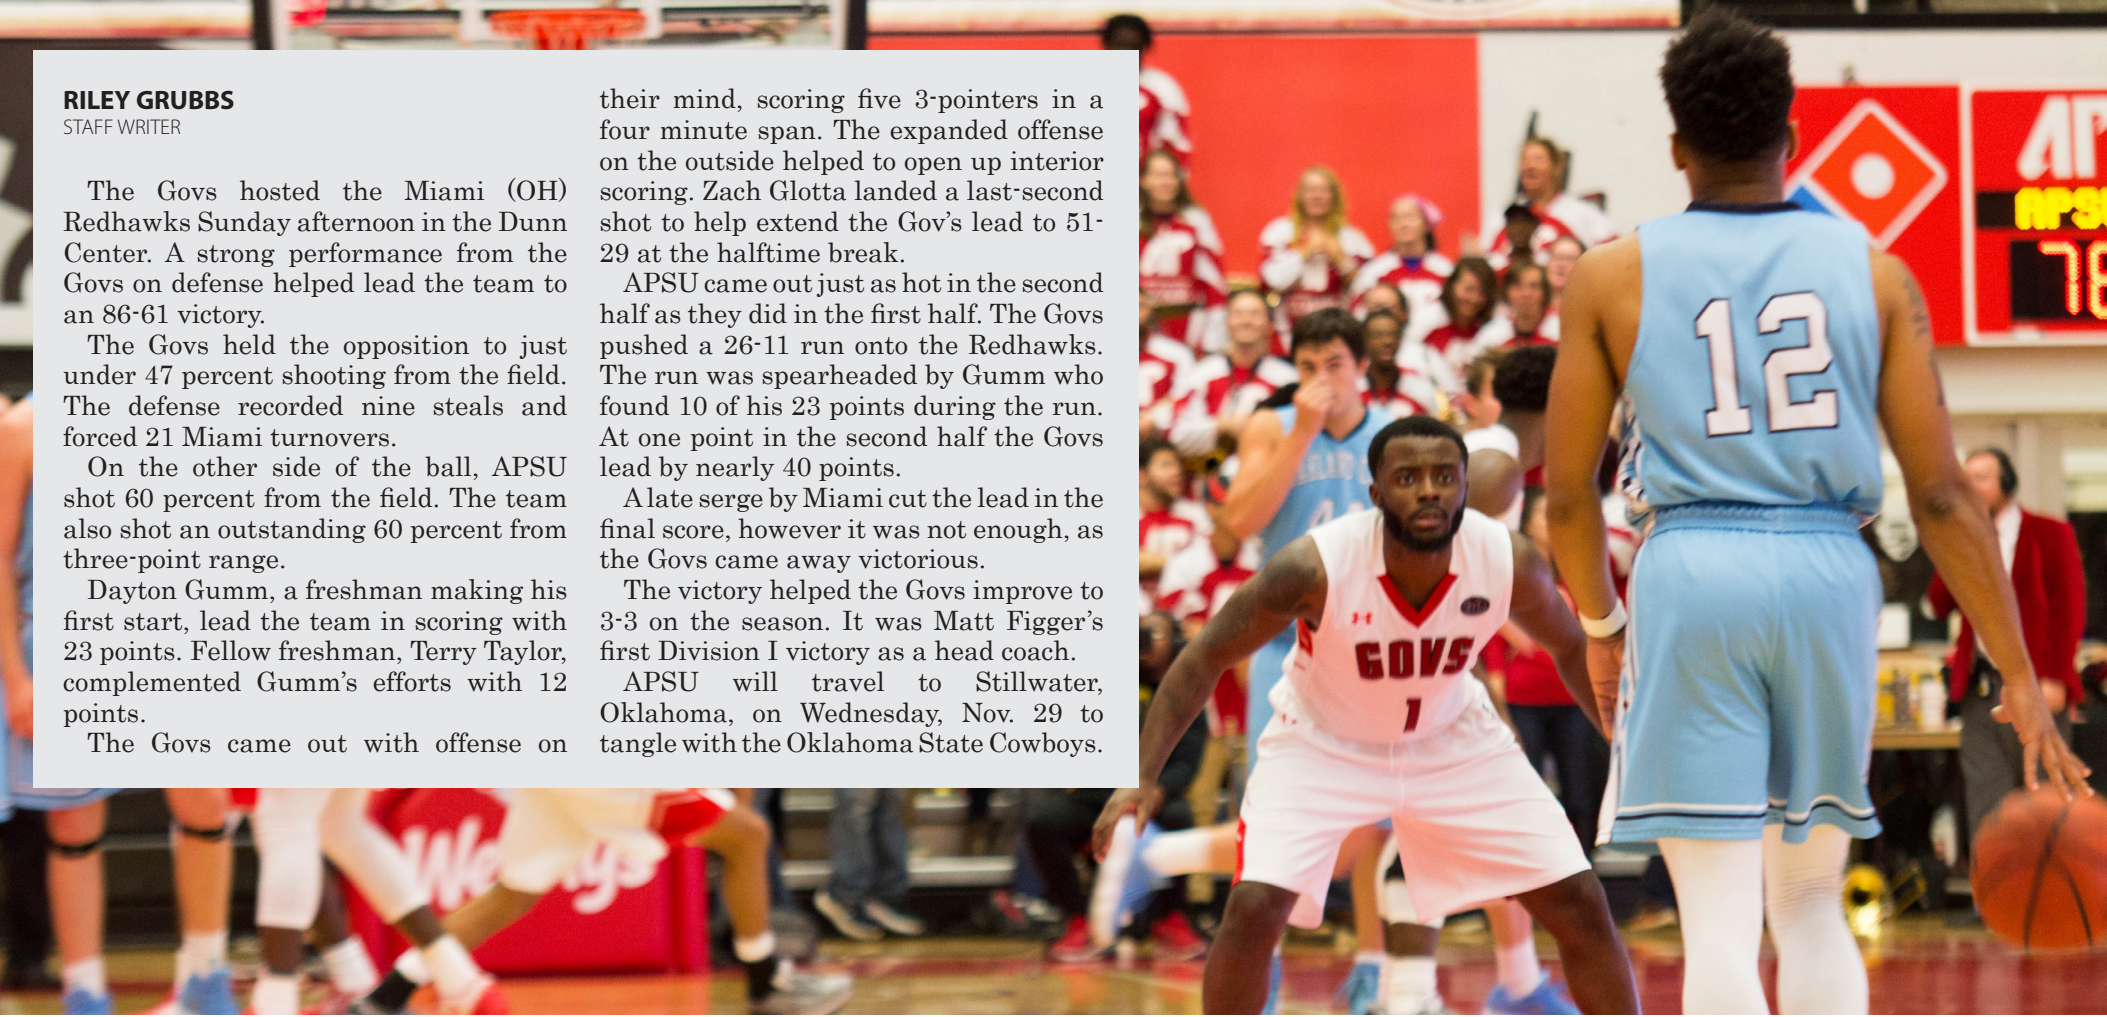 RILEY GRUBBS
STAFF WRITER
The Govs hosted the Miami (OH)
Redhawks Sunday afternoon in the Dunn
Center. A strong performance from the
Govs on defense helped lead the team to
an 86-61 victory.
The Govs held the opposition to just
under 47 percent shooting from the field.
The defense recorded nine steals and
forced 21 Miami turnovers.
On the other side of the ball, APSU
shot 60 percent from the field. The team
also shot an outstanding 60 percent from
three-point range.
Dayton Gumm, a freshman making his
first start, lead the team in scoring with
23 points. Fellow freshman, Terry Taylor,
complemented Gumm's efforts with 12
points.
The Govs came out with offense on
their mind, scoring five 3-pointers in a
four minute span. The expanded offense
on the outside helped to open up interior
scoring. Zach Glotta landed a last-second
shot to help extend the Gov's lead to 51-
29 at the halftime break.
APSU came out just as hot in the second
half as they did in the first half. The Govs
pushed a 26-11 run onto the Redhawks.
The run was spearheaded by Gumm who
found 10 of his 23 points during the run.
At one point in the second half the Govs
lead by nearly 40 points.
A late serge by Miami cut the lead in the
final score, however it was not enough, as
the Govs came away victorious.
The victory helped the Govs improve to
3-3 on the season. It was Matt Figger's
first Division I victory as a head coach.
APSU will travel to Stillwater,
Oklahoma, on Wednesday, Nov. 29 to
tangle with the Oklahoma State Cowboys.
12
GOVS
1
APSU